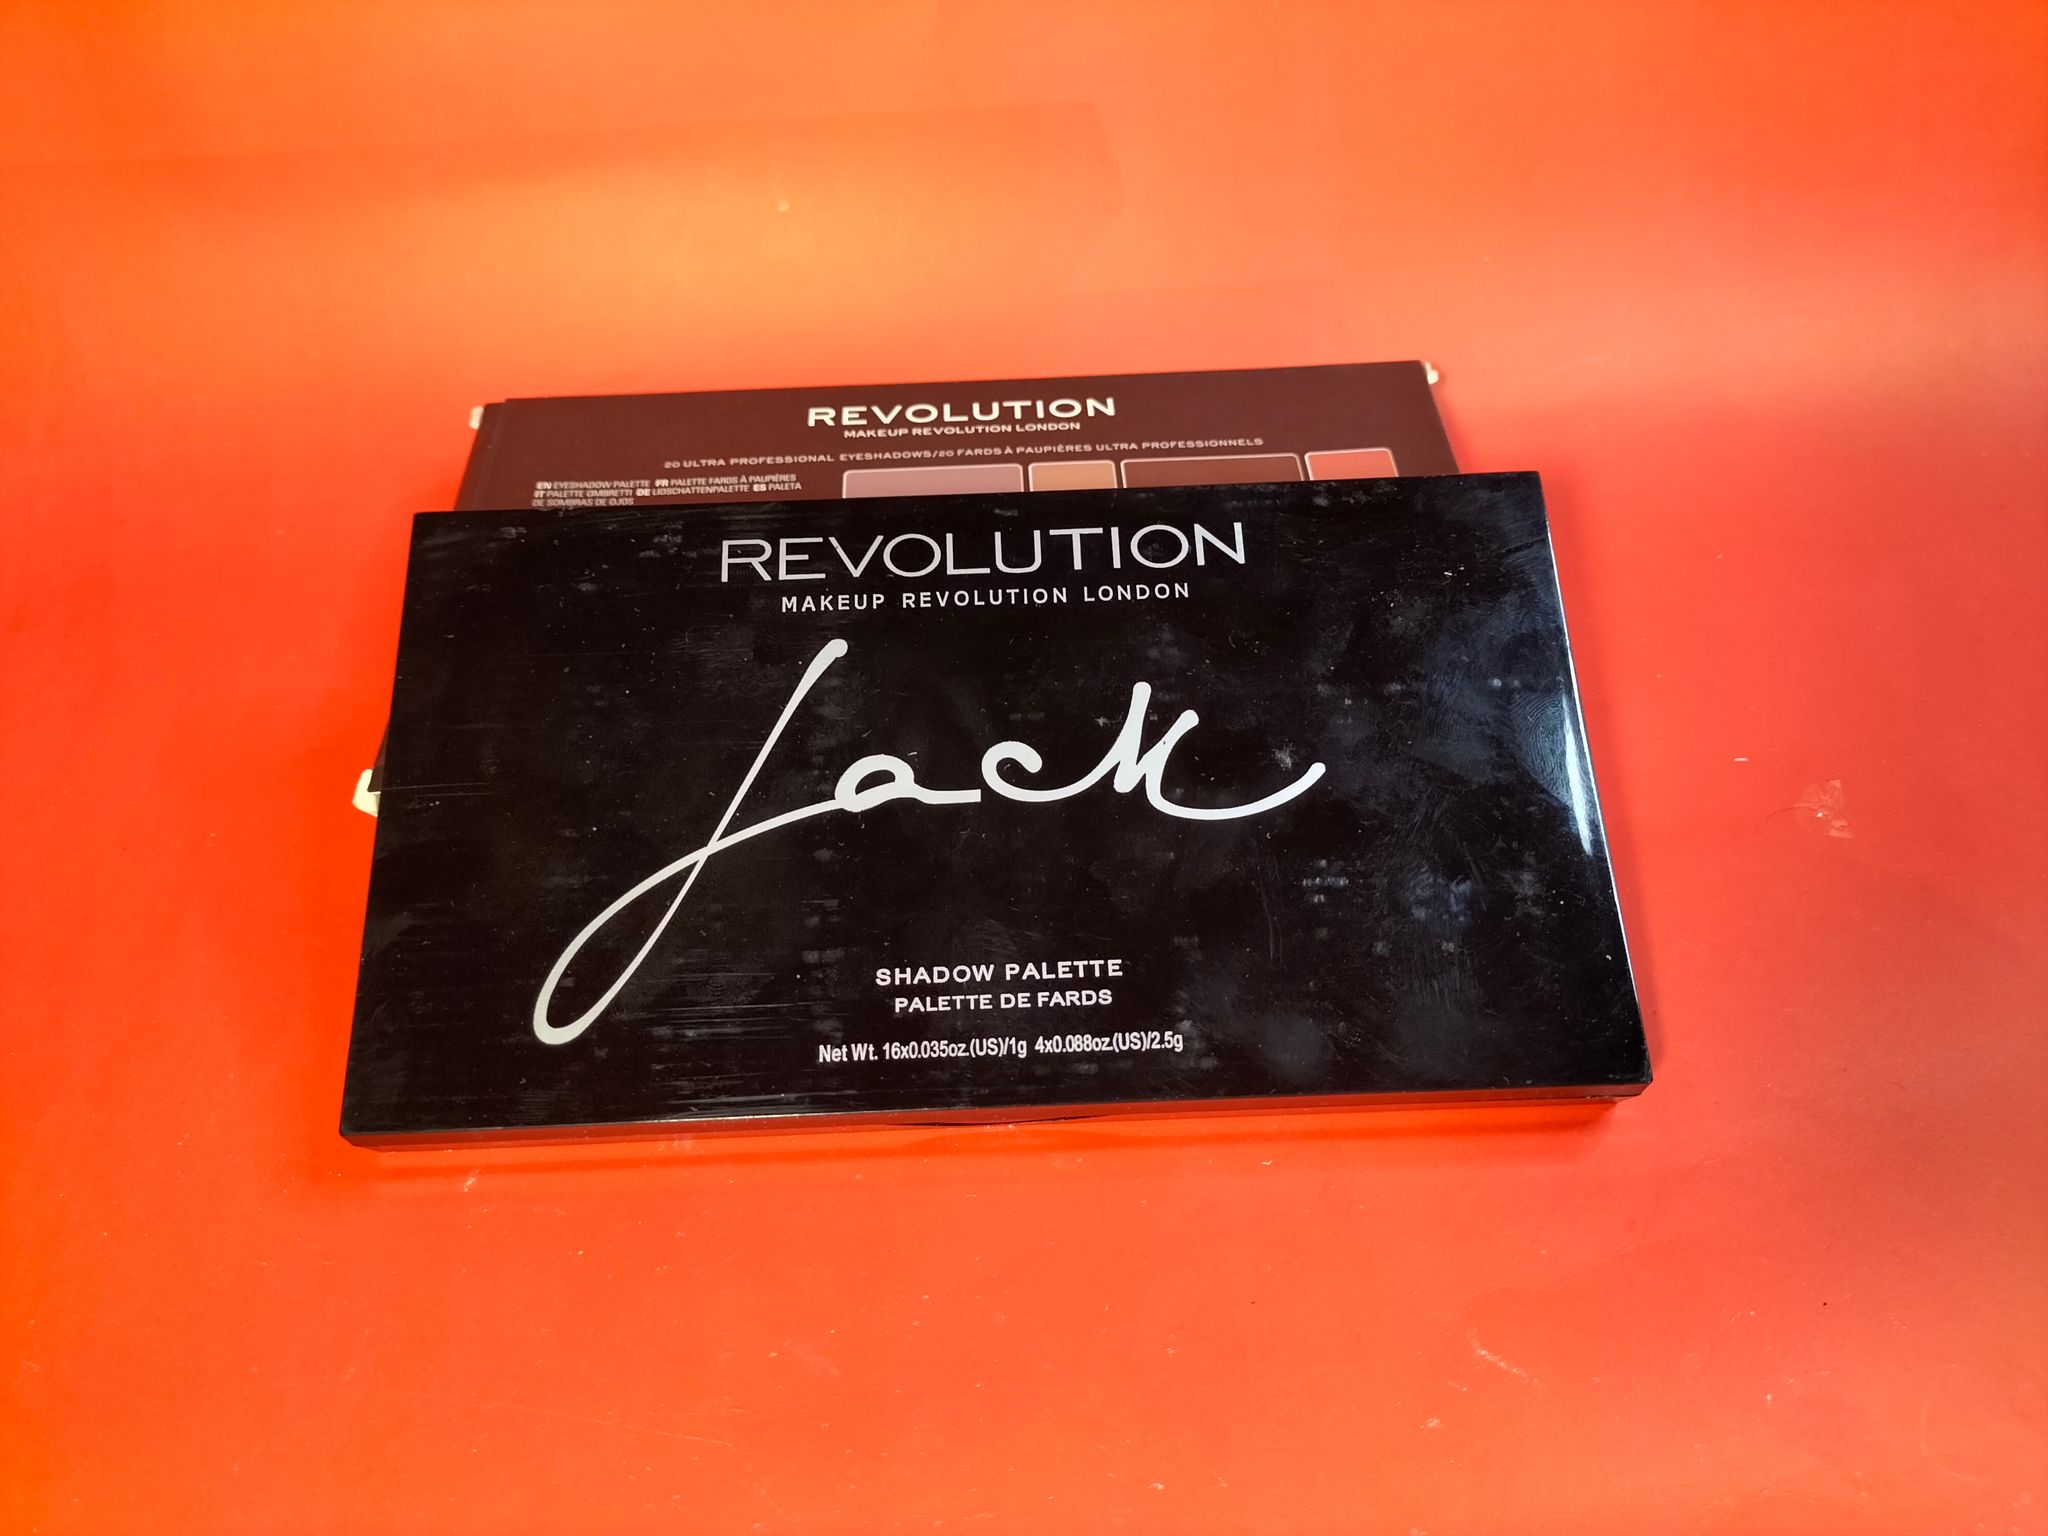 REVOLUTION
MAKEUP REVOLUTION LONDON
20 ULTRA PROFESSIONAL EYESHADOWS/20 FARDS À PAUPIÈRES ULTRA PROFESSIONNELS
EN EYESHADOW PALETTE FR PALETTE FARDS À PAUPIÈRES
IT PALETTE OMBRETTI DE LIDSCHATTENPALETTE ES PALETA
DE SOMBRAS DE OJOS
REVOLUTION
MAKEUP REVOLUTION LONDON
Jack
SHADOW PALETTE
PALETTE DE FARDS
Net Wt. 16x0.035oz.(US)/1g 4x0.088oz.(US)/2.5g